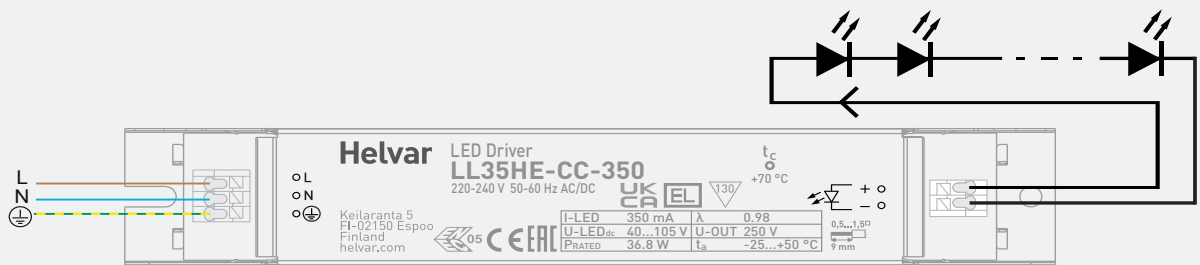 L
N
L
N
Helvar
Keilaranta 5
FI-02150 Espoo
Finland
helvar.com
LED Driver
LL35HE-CC-350
220-240 V 50-60 Hz AC/DC
UK
CA
EL
130
tc
+70 °C
05
CE
EAC
I-LED 350 mA λ 0.98
U-LEDdc 40...105 V U-OUT 250 V
PRATED 36.8 W ta -25...+50 °C
+
−
0,5...1,5
9 mm